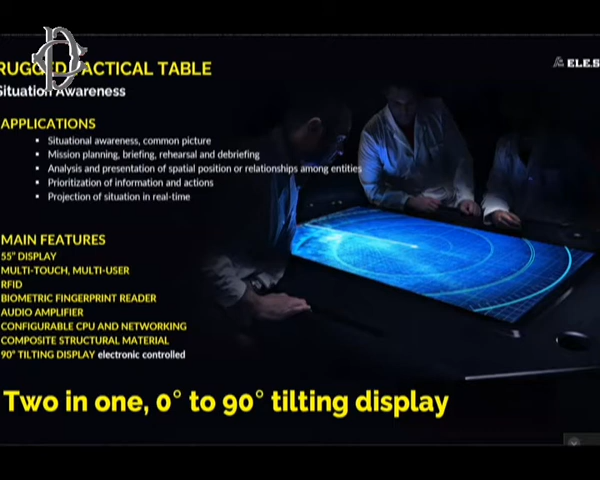 RUGGED TACTICAL TABLE
ELE.S
Situation Awareness
APPLICATIONS
▪ Situational awareness, common picture
▪ Mission planning, briefing, rehearsal and debriefing
▪ Analysis and presentation of spatial position or relationships among entities
▪ Prioritization of information and actions
▪ Projection of situation in real-time
MAIN FEATURES
55" DISPLAY
MULTI-TOUCH, MULTI-USER
RFID
BIOMETRIC FINGERPRINT READER
AUDIO AMPLIFIER
CONFIGURABLE CPU AND NETWORKING
COMPOSITE STRUCTURAL MATERIAL
90° TILTING DISPLAY electronic controlled
Two in one, 0° to 90° tilting display